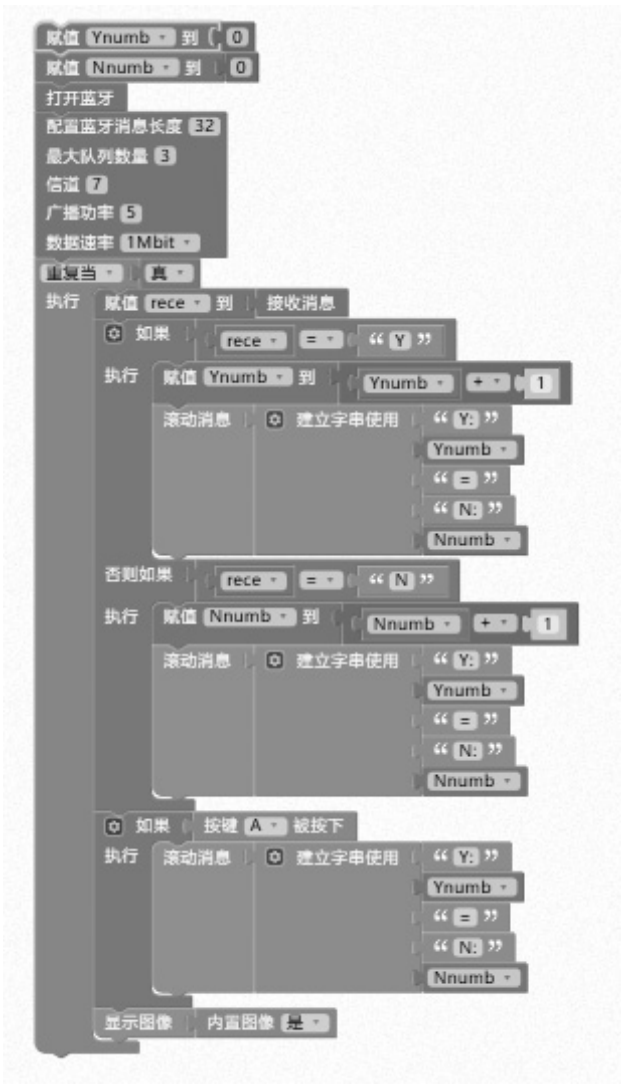 赋值 Ynumb 到 0
赋值 Nnumb 到 0
打开蓝牙
配置蓝牙消息长度 32
最大队列数量 3
信道 7
广播功率 5
数据速率 1Mbit
重复当 真
执行 赋值 rece 到 接收消息
如果 rece = “ Y ”
执行 赋值 Ynumb 到 Ynumb + 1
滚动消息 建立字串使用 “ Y: ”
Ynumb
“ = ”
“ N: ”
Nnumb
否则如果 rece = “ N ”
执行 赋值 Nnumb 到 Nnumb + 1
滚动消息 建立字串使用 “ Y: ”
Ynumb
“ = ”
“ N: ”
Nnumb
如果 按键 A 被按下
执行 滚动消息 建立字串使用 “ Y: ”
Ynumb
“ = ”
“ N: ”
Nnumb
显示图像 内置图像 是